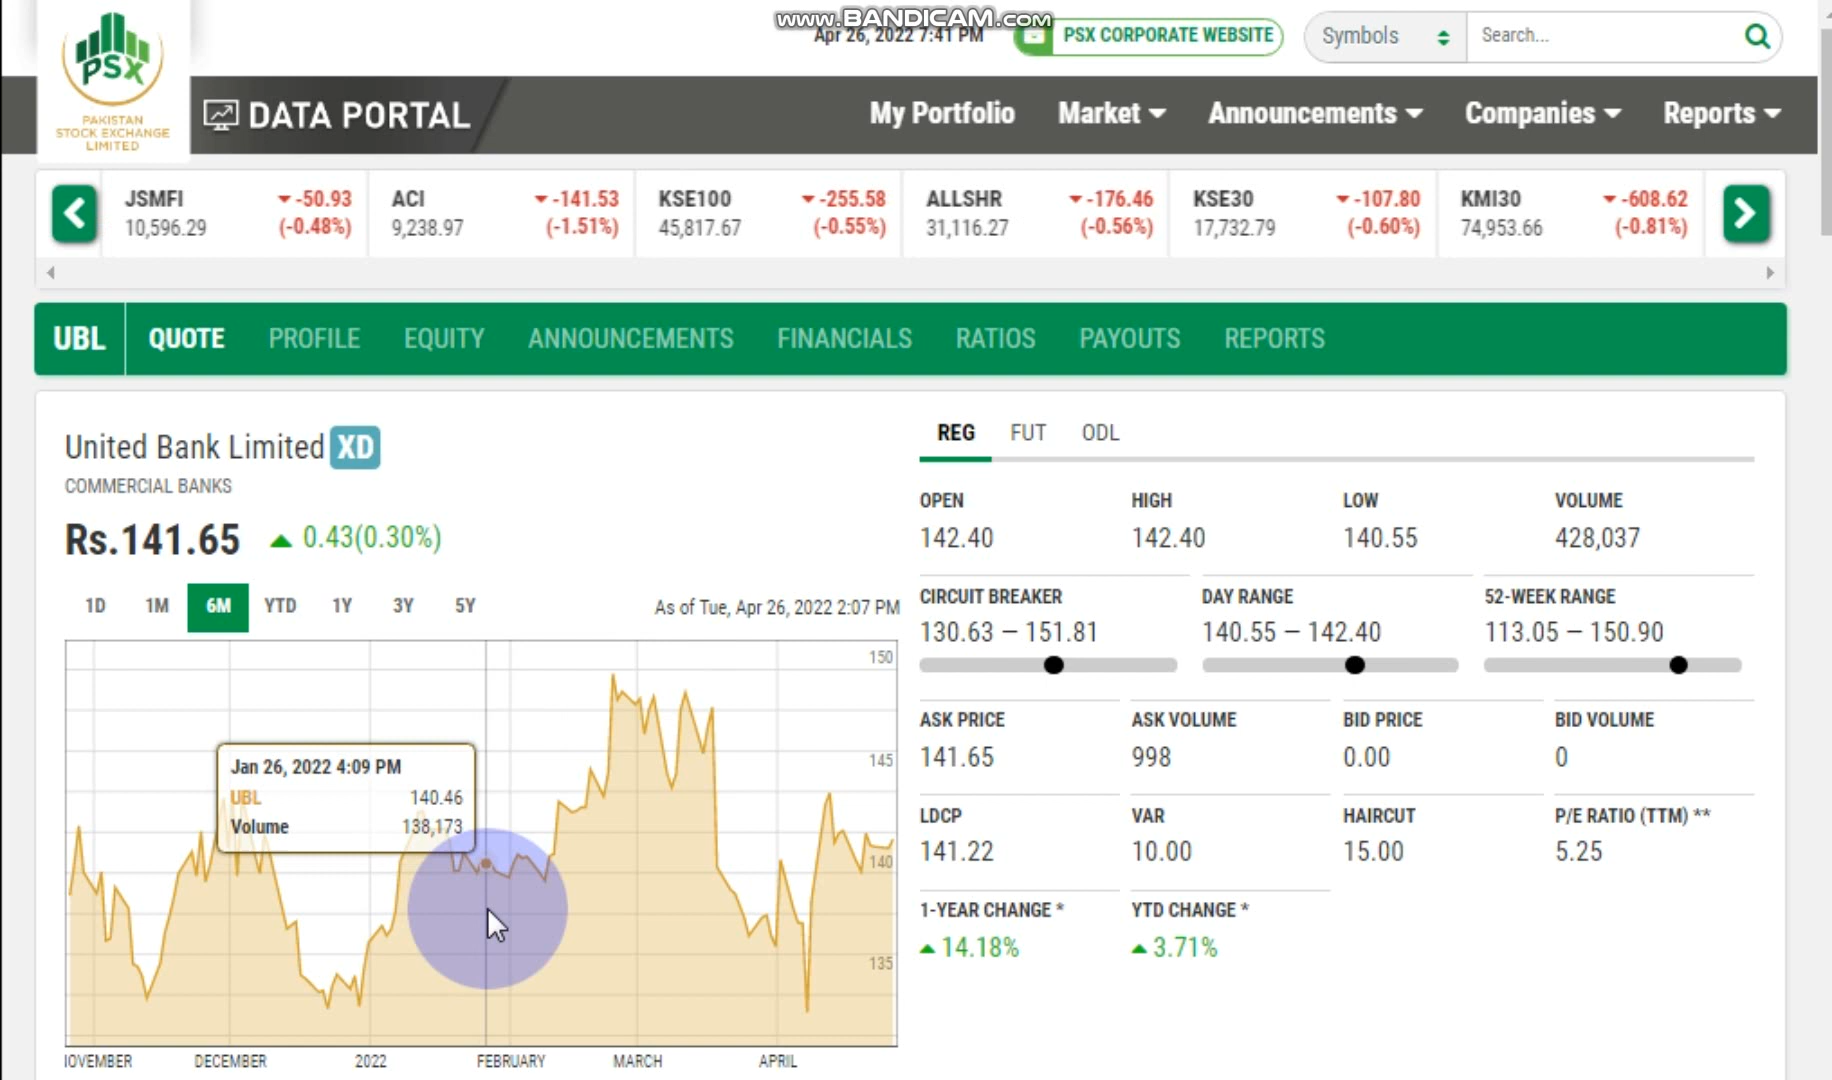 www.BANDICAM.com
Apr 26, 2022 7:41 PM
PSX CORPORATE WEBSITE
Symbols
Search...
PSX
PAKISTAN
STOCK EXCHANGE
LIMITED
DATA PORTAL
My Portfolio Market Announcements Companies Reports
JSMFI -50.93 ACI -141.53 KSE100 -255.58 ALLSHR -176.46 KSE30 -107.80 KMI30 -608.62
10,596.29 (-0.48%) 9,238.97 (-1.51%) 45,817.67 (-0.55%) 31,116.27 (-0.56%) 17,732.79 (-0.60%) 74,953.66 (-0.81%)
UBL QUOTE PROFILE EQUITY ANNOUNCEMENTS FINANCIALS RATIOS PAYOUTS REPORTS
United Bank Limited XD
COMMERCIAL BANKS
Rs.141.65 0.43(0.30%)
1D 1M 6M YTD 1Y 3Y 5Y
As of Tue, Apr 26, 2022 2:07 PM
150
145
140
135
Jan 26, 2022 4:09 PM
UBL 140.46
Volume 138,173
NOVEMBER DECEMBER 2022 FEBRUARY MARCH APRIL
REG FUT ODL
OPEN HIGH LOW VOLUME
142.40 142.40 140.55 428,037
CIRCUIT BREAKER DAY RANGE 52-WEEK RANGE
130.63 — 151.81 140.55 — 142.40 113.05 — 150.90
ASK PRICE ASK VOLUME BID PRICE BID VOLUME
141.65 998 0.00 0
LDCP VAR HAIRCUT P/E RATIO (TTM) **
141.22 10.00 15.00 5.25
1-YEAR CHANGE * YTD CHANGE *
14.18% 3.71%